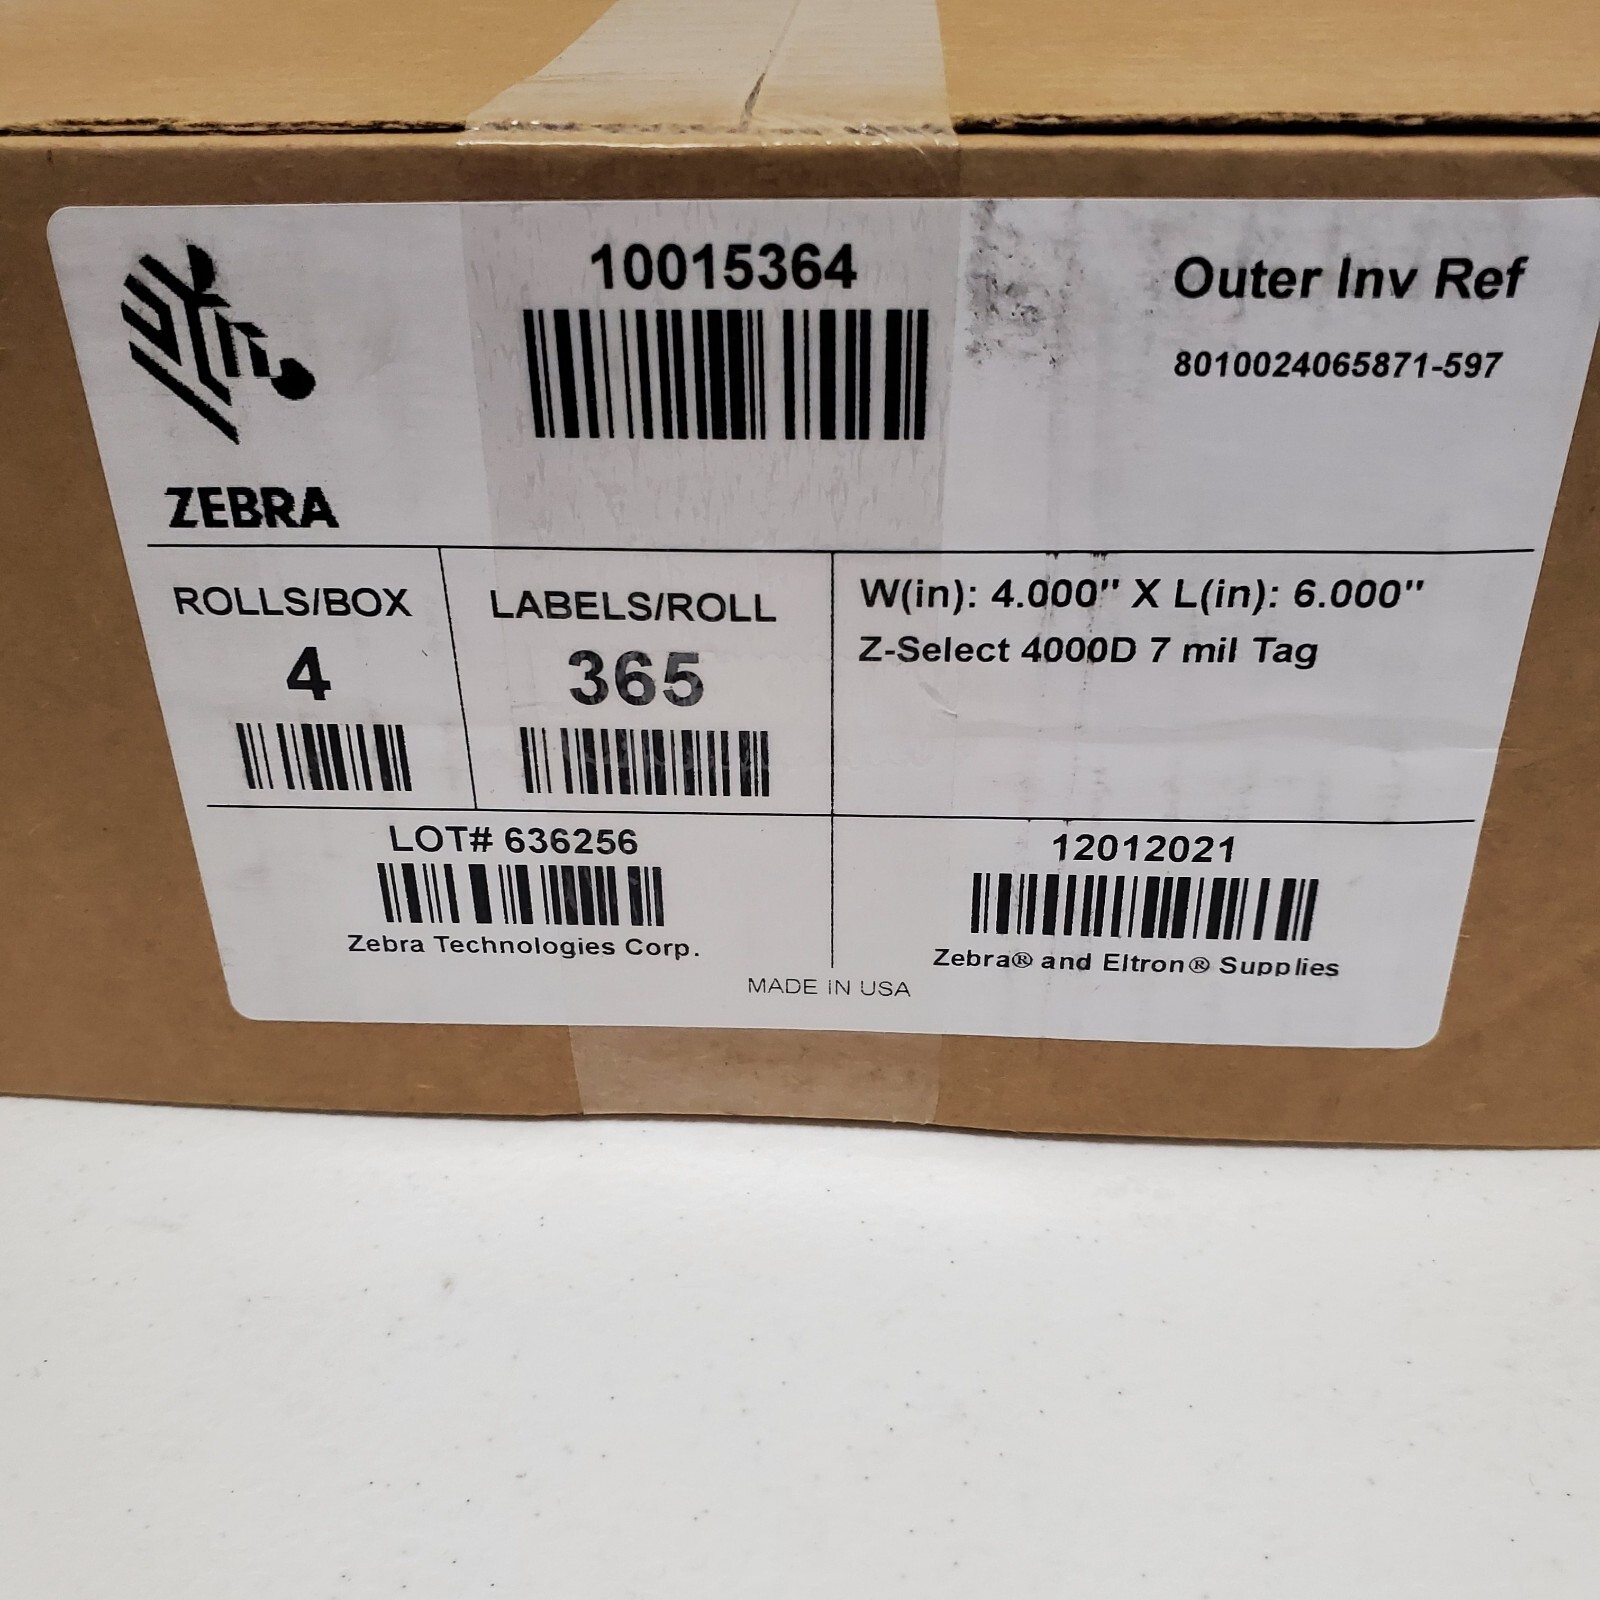 10015364
Outer Inv Ref
8010024065871-597
ZEBRA
ROLLS/BOX
4
LABELS/ROLL
365
W(in): 4.000" X L(in): 6.000"
Z-Select 4000D 7 mil Tag
LOT# 636256
Zebra Technologies Corp.
12012021
Zebra® and Eltron® Supplies
MADE IN USA